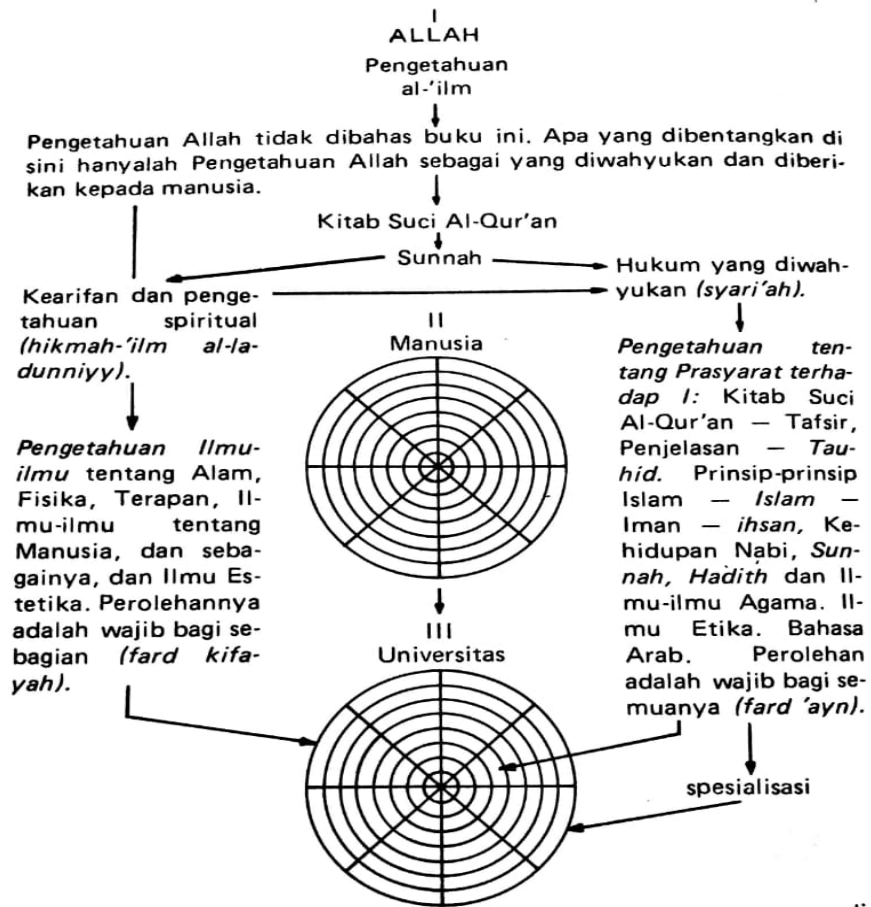 I
ALLAH
Pengetahuan
al-'ilm
Pengetahuan Allah tidak dibahas buku ini. Apa yang dibentangkan di
sini hanyalah Pengetahuan Allah sebagai yang diwahyukan dan diberi-
kan kepada manusia.
Kitab Suci Al-Qur'an
Sunnah
Kearifan dan penge-
tahuan spiritual
(hikmah-'ilm al-la-
dunniyy).
Pengetahuan Ilmu-
ilmu tentang Alam,
Fisika, Terapan, Il-
mu-ilmu tentang
Manusia, dan seba-
gainya, dan Ilmu Es-
tetika. Perolehannya
adalah wajib bagi se-
bagian (fard kifa-
yah).
II
Manusia
III
Universitas
Hukum yang diwah-
yukan (syari'ah).
Pengetahuan ten-
tang Prasyarat terha-
dap I: Kitab Suci
Al-Qur'an — Tafsir,
Penjelasan — Tau-
hid. Prinsip-prinsip
Islam — Islam —
Iman — ihsan, Ke-
hidupan Nabi, Sun-
nah, Hadith dan Il-
mu-ilmu Agama. Il-
mu Etika. Bahasa
Arab. Perolehan
adalah wajib bagi se-
muanya (fard 'ayn).
spesialisasi